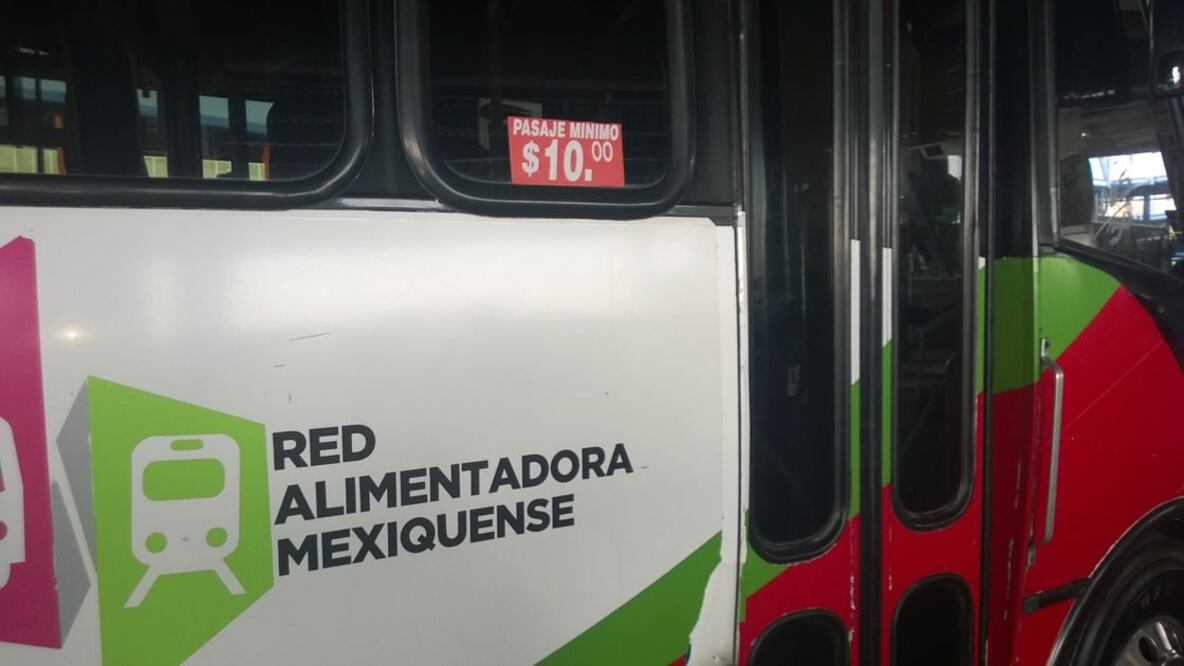 PASAJE MINIMO
$10.00
RED
ALIMENTADORA
MEXIQUENSE